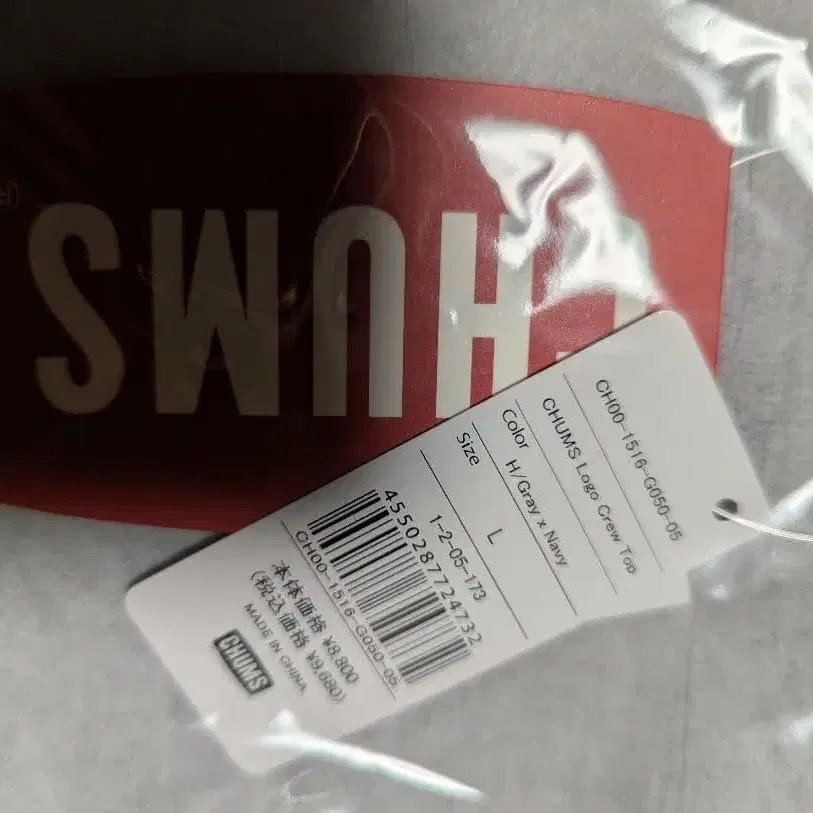 CHUMS
®
CH00-1516-G050-05
CHUMS Logo Crew Top
Color H/Gray x Navy
Size L
1-2-05-173
4550287724732
CH00-1516-G050-05
本体価格 ¥8,800
(税込価格 ¥9,680)
MADE IN CHINA
CHUMS